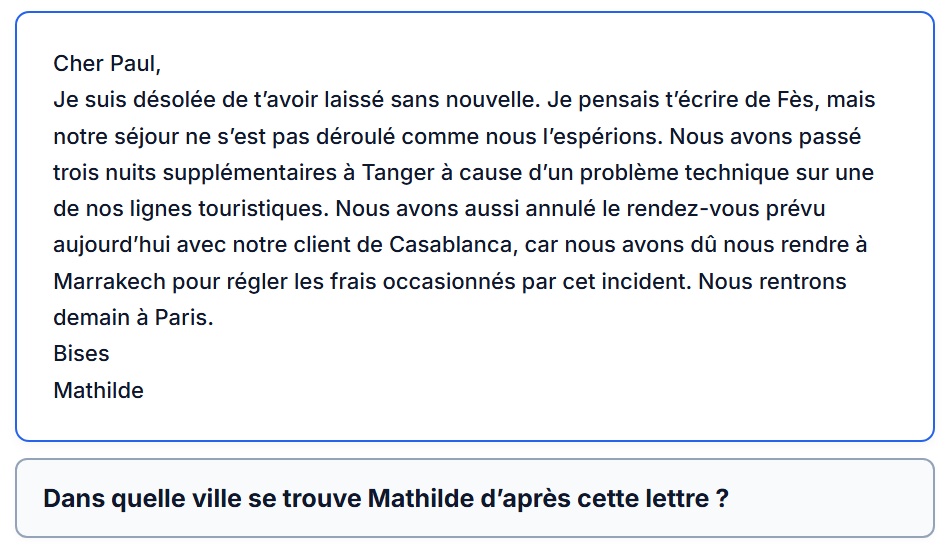 Cher Paul,
Je suis désolée de t’avoir laissé sans nouvelle. Je pensais t’écrire de Fès, mais
notre séjour ne s’est pas déroulé comme nous l’espérions. Nous avons passé
trois nuits supplémentaires à Tanger à cause d’un problème technique sur une
de nos lignes touristiques. Nous avons aussi annulé le rendez-vous prévu
aujourd’hui avec notre client de Casablanca, car nous avons dû nous rendre à
Marrakech pour régler les frais occasionnés par cet incident. Nous rentrons
demain à Paris.
Bises
Mathilde
Dans quelle ville se trouve Mathilde d’après cette lettre ?